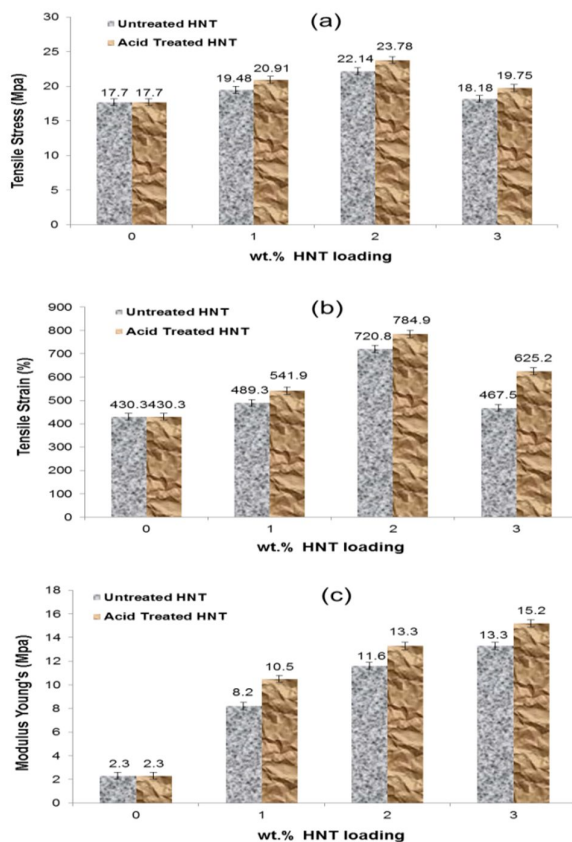 (a)
Untreated HNT
Acid Treated HNT
Tensile Stress (Mpa)
30
25
20
15
10
5
0
17.7 17.7
19.48 20.91
22.14 23.78
18.18 19.75
0 1 2 3
wt.% HNT loading
(b)
Untreated HNT
Acid Treated HNT
Tensile Strain (%)
900
800
700
600
500
400
300
200
100
0
430.3 430.3
489.3 541.9
720.8 784.9
467.5 625.2
0 1 2 3
wt.% HNT loading
(c)
Untreated HNT
Acid Treated HNT
Modulus Young's (Mpa)
18
16
14
12
10
8
6
4
2
0
2.3 2.3
8.2 10.5
11.6 13.3
13.3 15.2
0 1 2 3
wt.% HNT loading